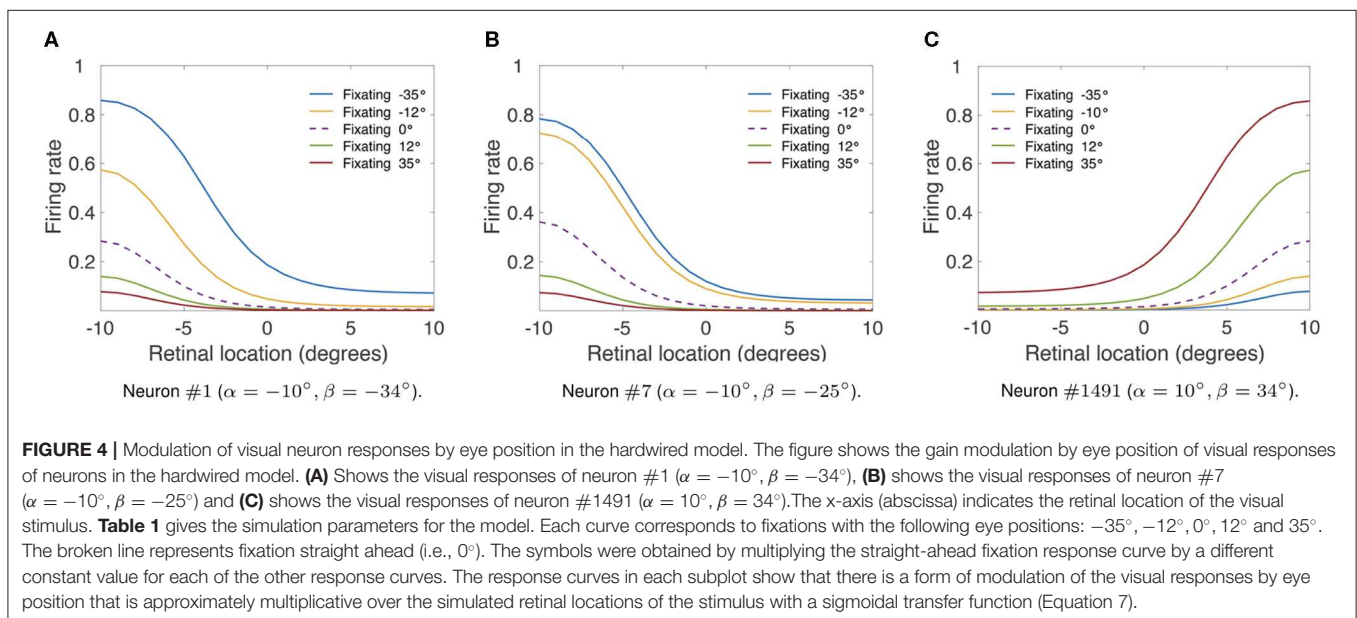 A
B
C
1
0.8
0.6
0.4
0.2
Firing rate
Fixating -35°
Fixating -12°
Fixating 0°
Fixating 12°
Fixating 35°
-10
-5
0
5
10
Retinal location (degrees)
Neuron #1 (α = −10°, β = −34°).
1
0.8
0.6
0.4
0.2
Firing rate
Fixating -35°
Fixating -12°
Fixating 0°
Fixating 12°
Fixating 35°
-10
-5
0
5
10
Retinal location (degrees)
Neuron #7 (α = −10°, β = −25°).
1
0.8
0.6
0.4
0.2
Firing rate
Fixating -35°
Fixating -10°
Fixating 0°
Fixating 12°
Fixating 35°
-10
-5
0
5
10
Retinal location (degrees)
Neuron #1491 (α = 10°, β = 34°).
FIGURE 4 | Modulation of visual neuron responses by eye position in the hardwired model. The figure shows the gain modulation by eye position of visual responses
of neurons in the hardwired model. (A) Shows the visual responses of neuron #1 (α = −10°, β = −34°), (B) shows the visual responses of neuron #7
(α = −10°, β = −25°) and (C) shows the visual responses of neuron #1491 (α = 10°, β = 34°).The x-axis (abscissa) indicates the retinal location of the visual
stimulus. Table 1 gives the simulation parameters for the model. Each curve corresponds to fixations with the following eye positions: −35°, −12°, 0°, 12° and 35°.
The broken line represents fixation straight ahead (i.e., 0°). The symbols were obtained by multiplying the straight-ahead fixation response curve by a different
constant value for each of the other response curves. The response curves in each subplot show that there is a form of modulation of the visual responses by eye
position that is approximately multiplicative over the simulated retinal locations of the stimulus with a sigmoidal transfer function (Equation 7).